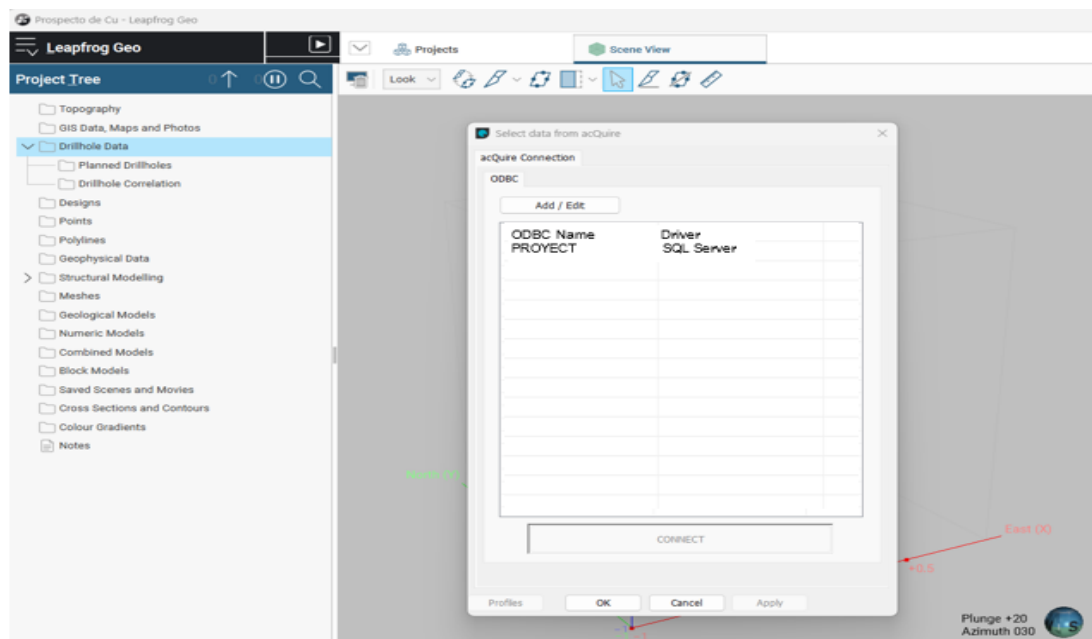 Prospecto de Cu - Leapfrog Geo
Leapfrog Geo
Projects
Scene View
Project Tree
0
0
Look
Topography
GIS Data, Maps and Photos
Drillhole Data
Planned Drillholes
Drillhole Correlation
Designs
Points
Polylines
Geophysical Data
Structural Modelling
Meshes
Geological Models
Numeric Models
Combined Models
Block Models
Saved Scenes and Movies
Cross Sections and Contours
Colour Gradients
Notes
Select data from acQuire
acQuire Connection
ODBC
Add / Edit
ODBC Name Driver
PROYECT SQL Server
CONNECT
Profiles OK Cancel Apply
North (Y)
East (X)
+0.5
Plunge +20
Azimuth 030
S